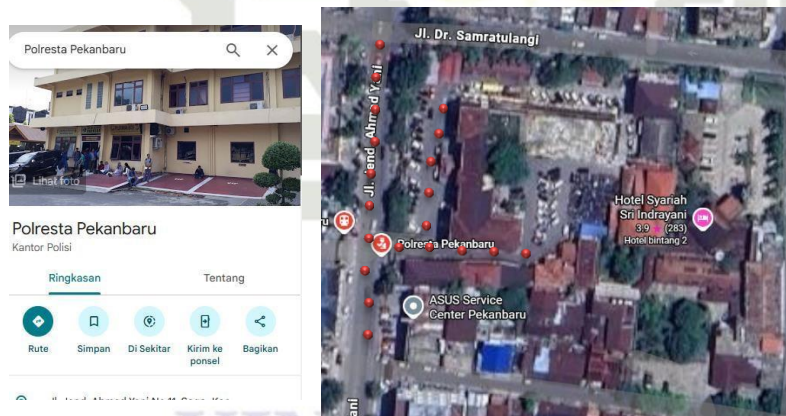 Polresta Pekanbaru
Lihat foto
Polresta Pekanbaru
Kantor Polisi
Ringkasan
Tentang
Rute
Simpan
Di Sekitar
Kirim ke
ponsel
Bagikan
Jl. Dr. Samratulangi
Jl. Jend Ahmad Yani
Hotel Syariah
Sri Indrayani
3.9 ★ (283)
Hotel bintang 2
Polresta Pekanbaru
ASUS Service
Center Pekanbaru